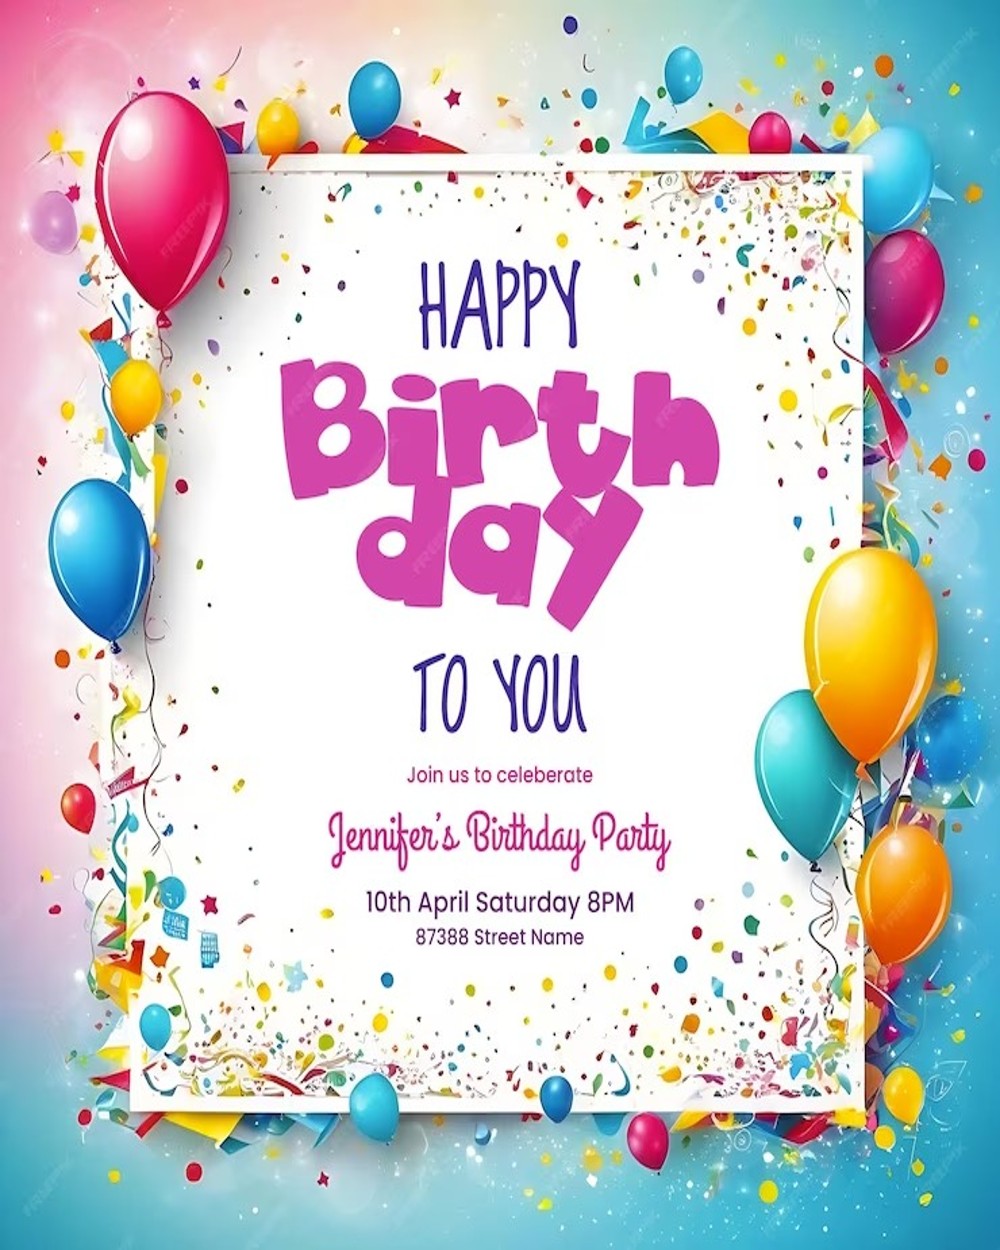 HAPPY
Birth
day
TO YOU
Join us to celeberate
Jennifer's Birthday Party
10th April Saturday 8PM
87388 Street Name